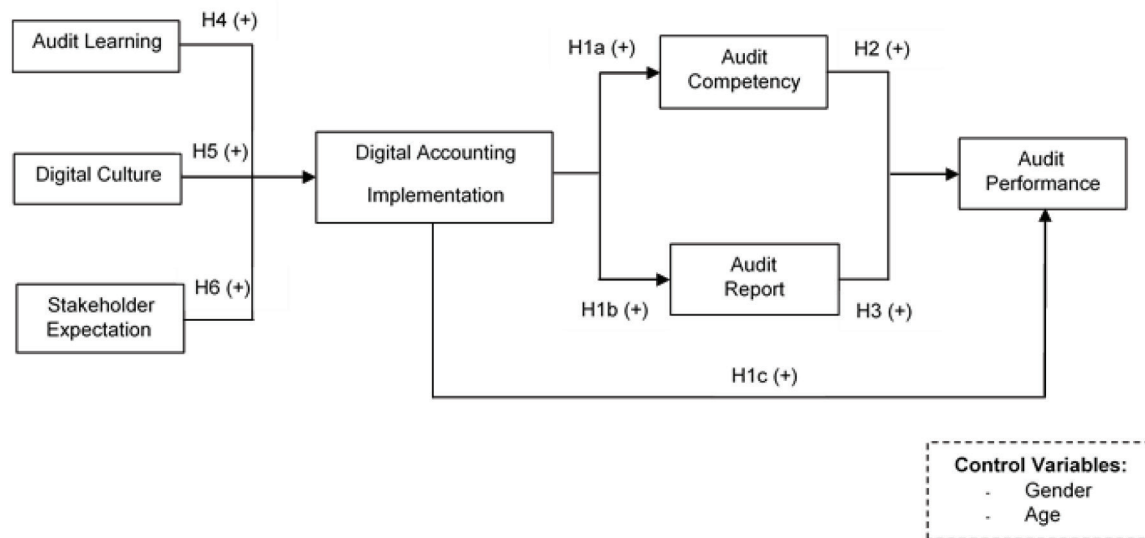 H4 (+)
Audit Learning
H5 (+)
Digital Culture
H6 (+)
Stakeholder
Expectation
Digital Accounting
Implementation
H1a (+)
Audit
Competency
H2 (+)
H1b (+)
Audit
Report
H3 (+)
H1c (+)
Audit
Performance
Control Variables:
- Gender
- Age